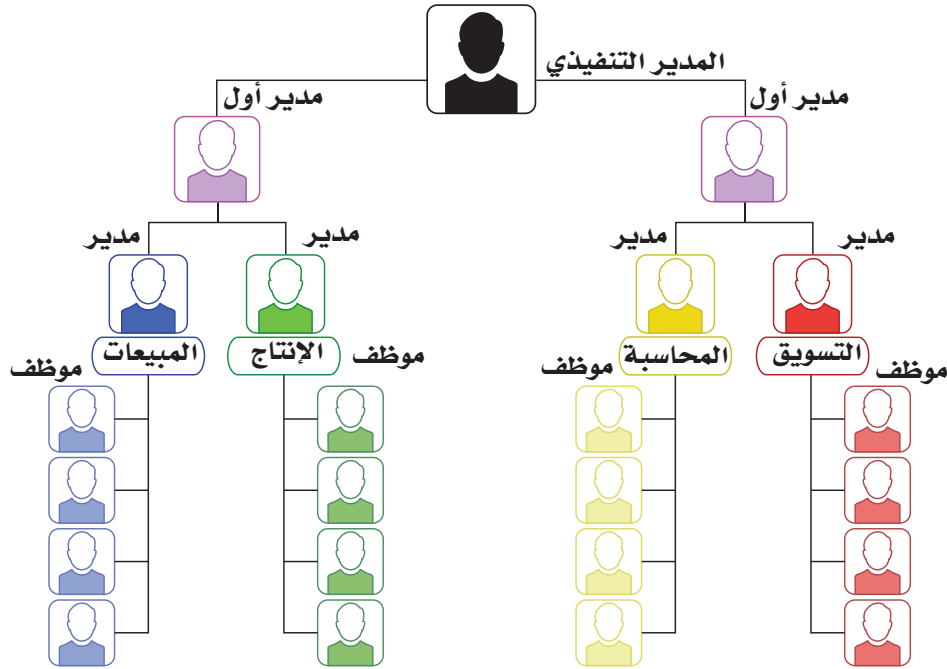 المدير التنفيذي
مدير أول
مدير أول
مدير
مدير
مدير
مدير
التسويق
المحاسبة
الإنتاج
المبيعات
موظف
موظف
موظف
موظف